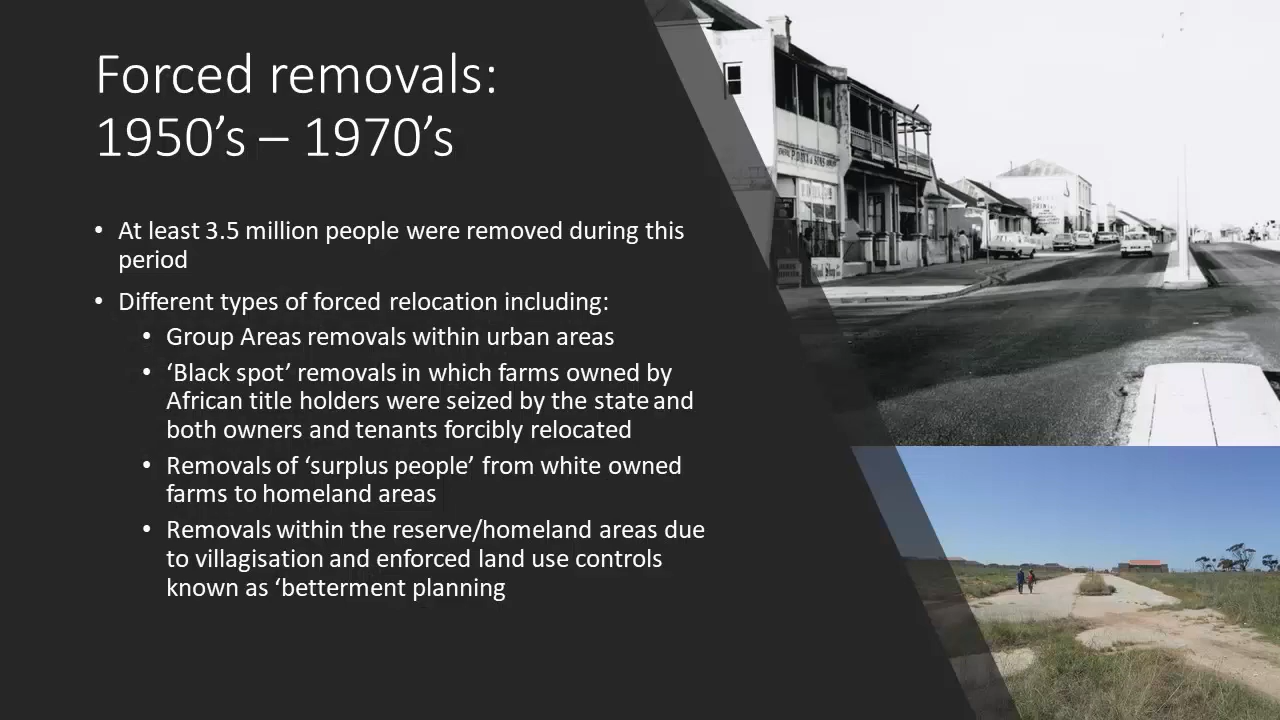 Forced removals:
1950’s – 1970’s
• At least 3.5 million people were removed during this
period
• Different types of forced relocation including:
• Group Areas removals within urban areas
• ‘Black spot’ removals in which farms owned by
African title holders were seized by the state and
both owners and tenants forcibly relocated
• Removals of ‘surplus people’ from white owned
farms to homeland areas
• Removals within the reserve/homeland areas due
to villagisation and enforced land use controls
known as ‘betterment planning